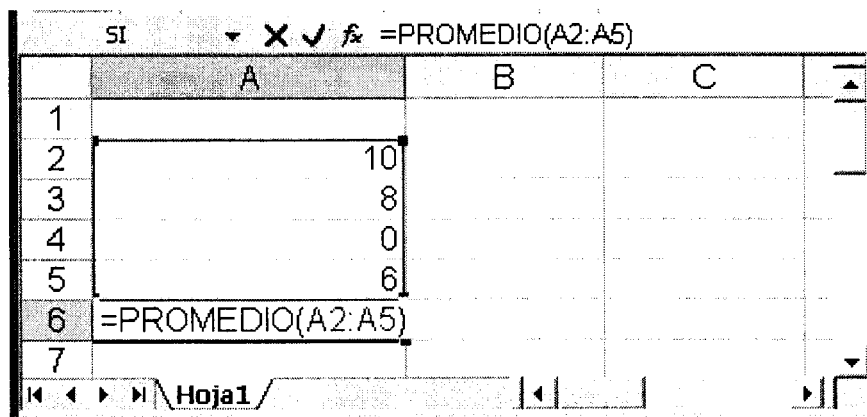 SI fx =PROMEDIO(A2:A5)
A B C
1
2 10
3 8
4 0
5 6
6 =PROMEDIO(A2:A5)
7
Hoja1